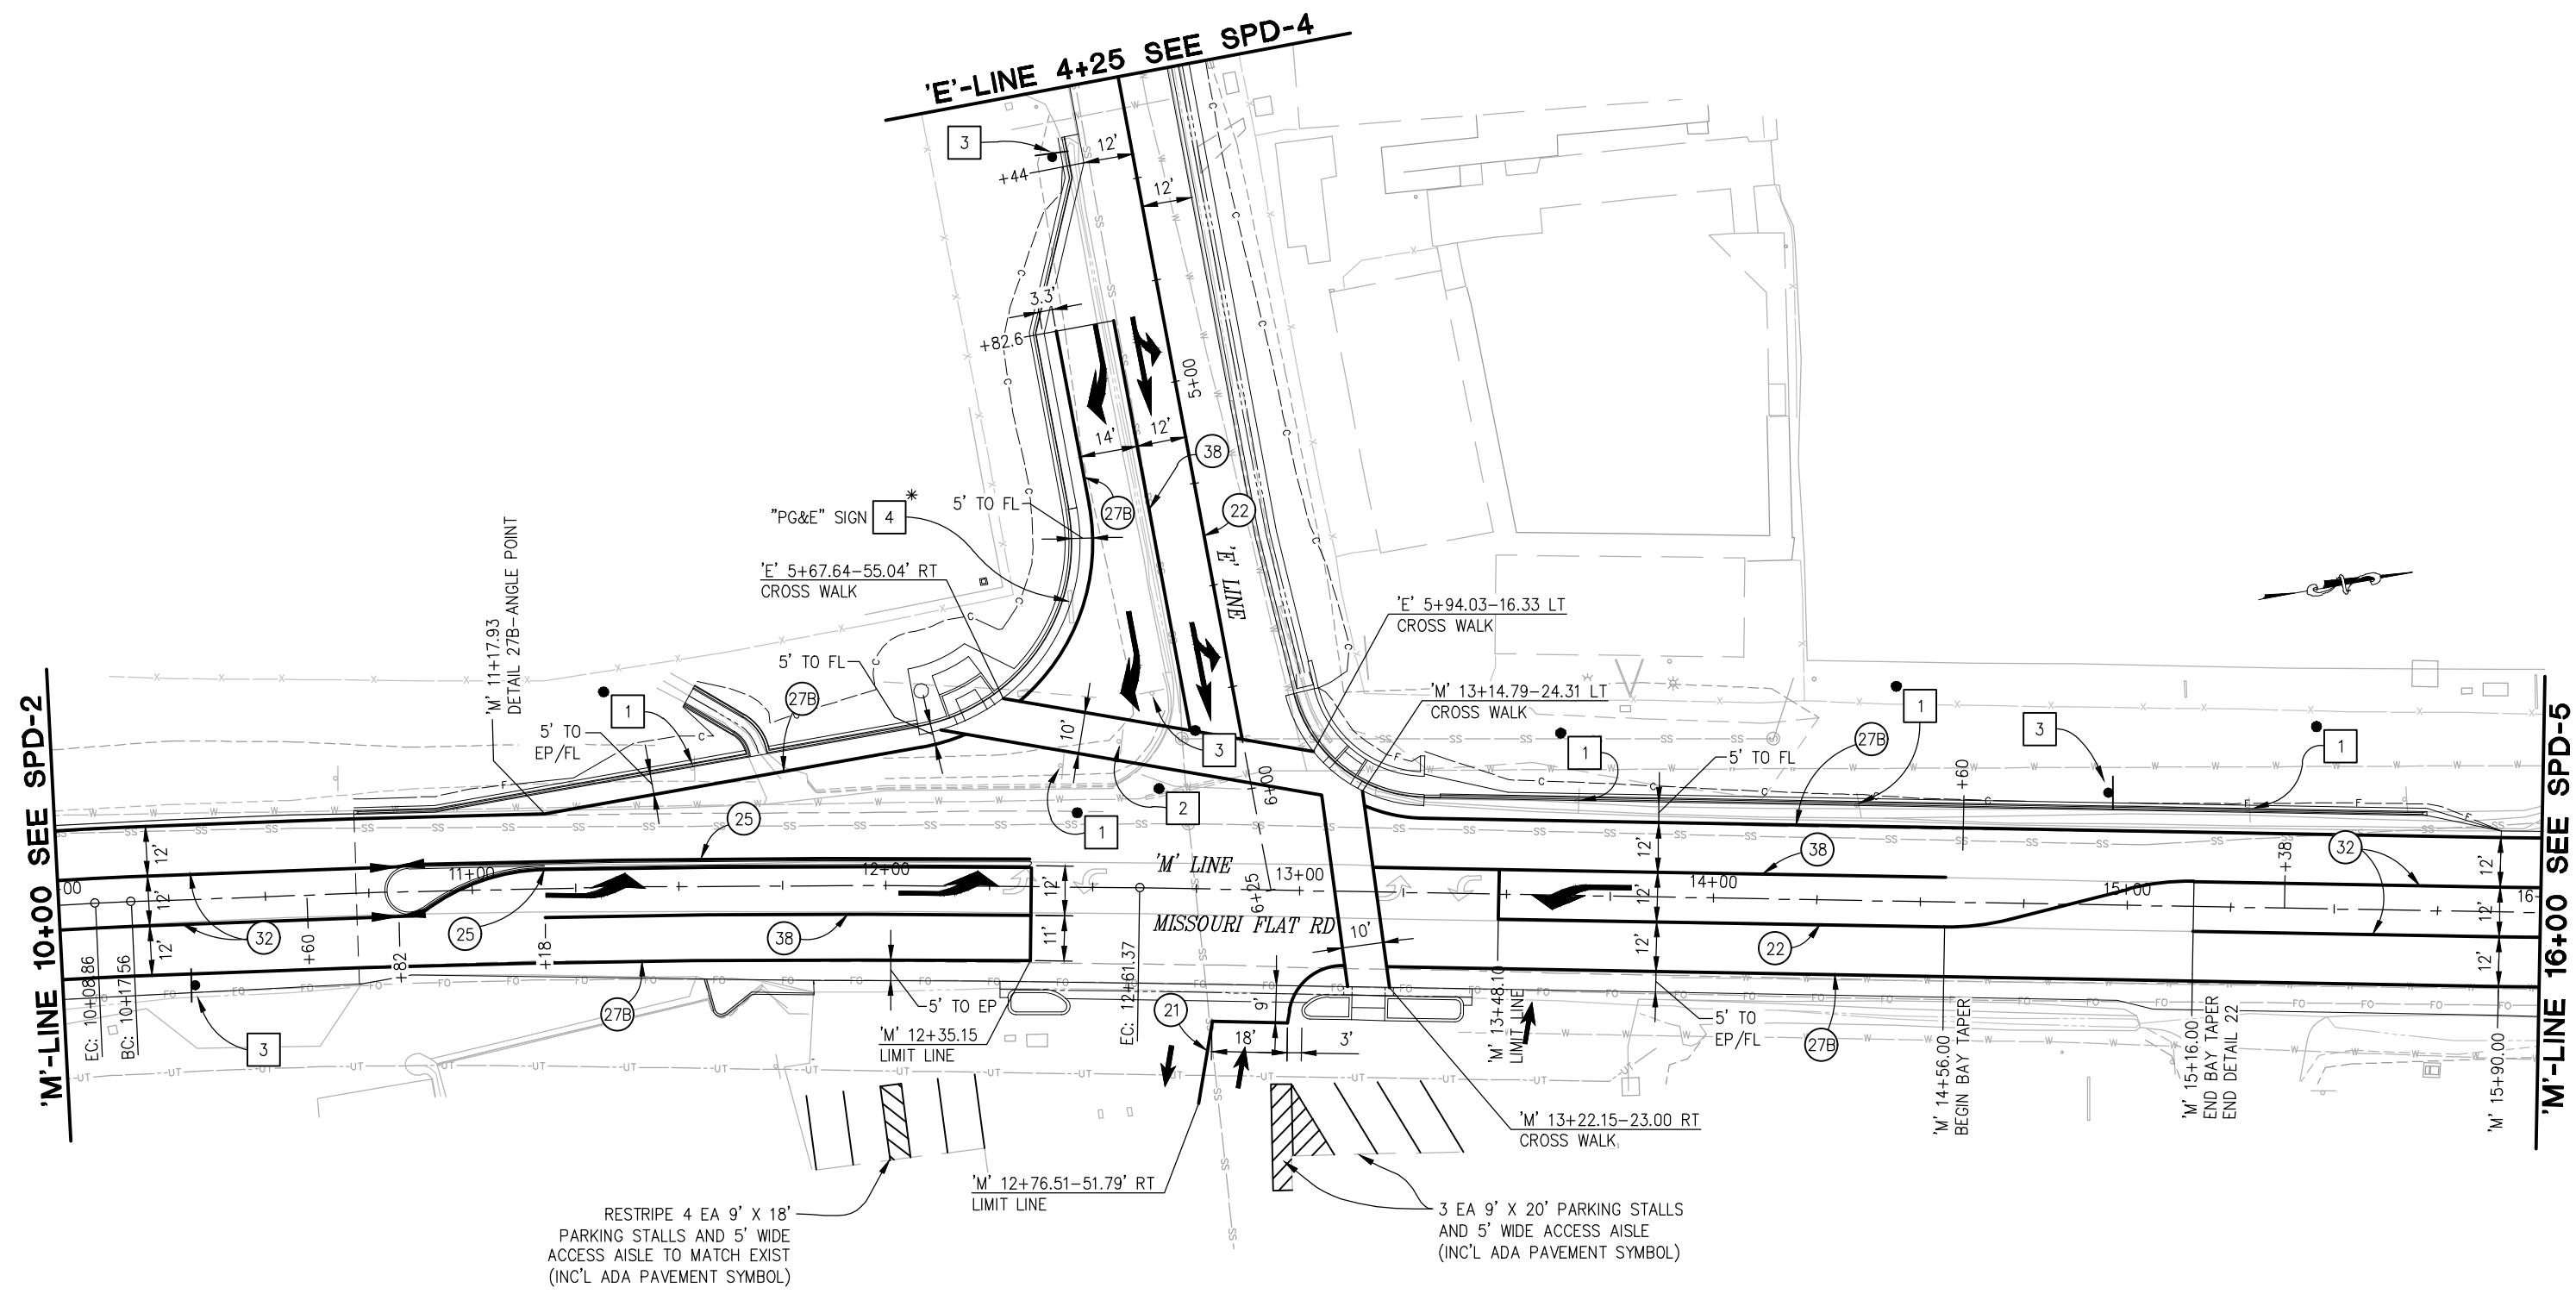 'E'-LINE 4+25 SEE SPD-4
3
12'
+44
12'
3.3'
+82.6
5+00
14'
12'
38
"PG&E" SIGN
4
*
5' TO FL
27B
22
'E' LINE
'E' 5+67.64-55.04' RT
CROSS WALK
'M' 11+17.93
DETAIL 27B-ANGLE POINT
'E' 5+94.03-16.33 LT
CROSS WALK
5' TO FL
27B
1
5' TO
EP/FL
10'
3
'M' 13+14.79-24.31 LT
CROSS WALK
1
1
3
1
27B
5' TO FL
+60
6+00
2
1
25
'M'-LINE 10+00 SEE SPD-2
'M'-LINE 16+00 SEE SPD-5
12'
12'
12'
00
11+00
12+00
'M' LINE
13+00
6+25
MISSOURI FLAT RD
12'
11'
38
12'
12'
12'
14+00
15+00
+38
32
16
12'
12'
12'
32
+60
+82
25
+18
38
22
10'
EC: 10+08.86
BC: 10+17.56
3
27B
5' TO EP
'M' 12+35.15
LIMIT LINE
EC: 12+61.37
21
9'
18'
3'
'M' 13+48.10
LIMIT LINE
5' TO
EP/FL
27B
'M' 14+56.00
BEGIN BAY TAPER
'M' 15+16.00
END BAY TAPER
END DETAIL 22
'M' 15+90.00
'M' 13+22.15-23.00 RT
CROSS WALK
'M' 12+76.51-51.79' RT
LIMIT LINE
RESTRIPE 4 EA 9' X 18'
PARKING STALLS AND 5' WIDE
ACCESS AISLE TO MATCH EXIST
(INC'L ADA PAVEMENT SYMBOL)
3 EA 9' X 20' PARKING STALLS
AND 5' WIDE ACCESS AISLE
(INC'L ADA PAVEMENT SYMBOL)